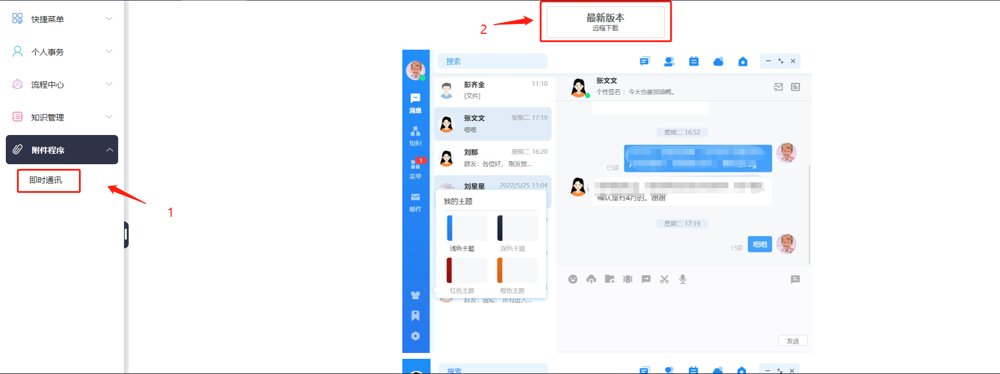 快捷菜单
个人事务
流程中心
知识管理
附件程序
即时通讯
1
2
最新版本
远程下载
搜索
消息
组织
1
菜单
邮件
彭齐全 11:10
[文件]
张文文 星期二 17:19
嗯嗯
刘那 星期二 16:20
群发：各位好，刚发放...
刘星星 2022/5/25 11:04
我的主题
浅色主题 深色主题
红色主题 橙色主题
群发：通知： 所有进入...
张文文
个性签名：今天也要加油鸭。
星期二 16:52
已读
确认是有4月的。谢谢
星期二 17:19
已读 嗯嗯
发送
搜索